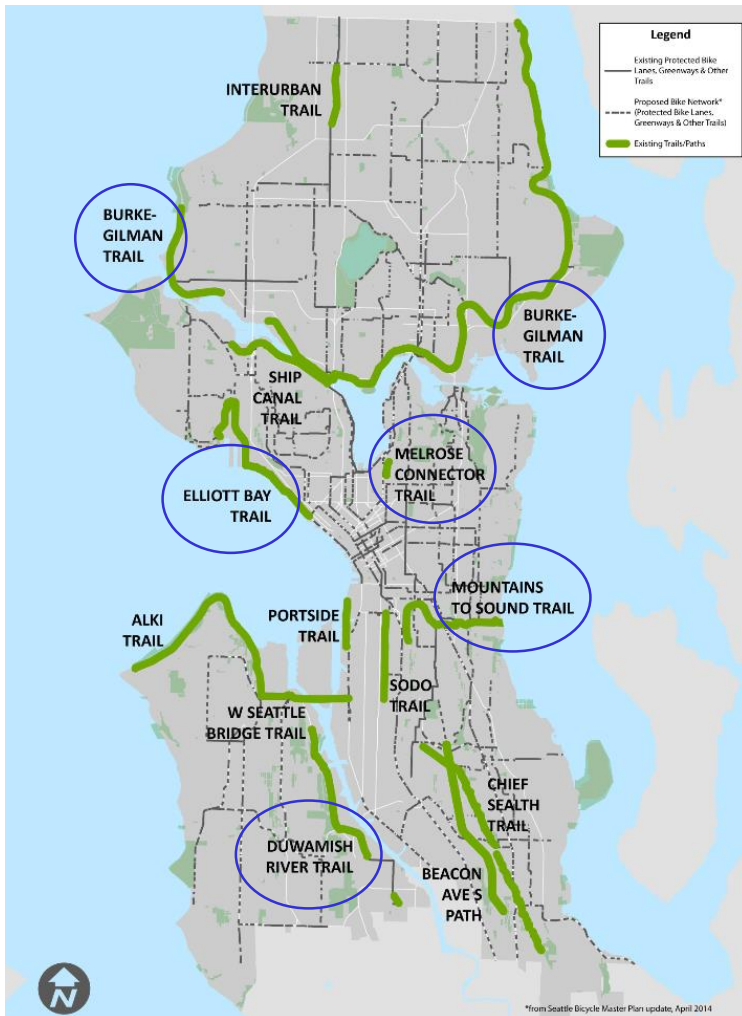 Legend
Existing Protected Bike
Lanes, Greenways & Other
Trails
Proposed Bike Network*
(Protected Bike Lanes,
Greenways & Other Trails)
Existing Trails/Paths
INTERURBAN
TRAIL
BURKE-
GILMAN
TRAIL
BURKE-
GILMAN
TRAIL
SHIP
CANAL
TRAIL
MELROSE
CONNECTOR
TRAIL
ELLIOTT BAY
TRAIL
MOUNTAINS
TO SOUND TRAIL
ALKI
TRAIL
PORTSIDE
TRAIL
SODO
TRAIL
W SEATTLE
BRIDGE TRAIL
CHIEF
SEALTH
TRAIL
DUWAMISH
RIVER TRAIL
BEACON
AVE S
PATH
N
*from Seattle Bicycle Master Plan update, April 2014